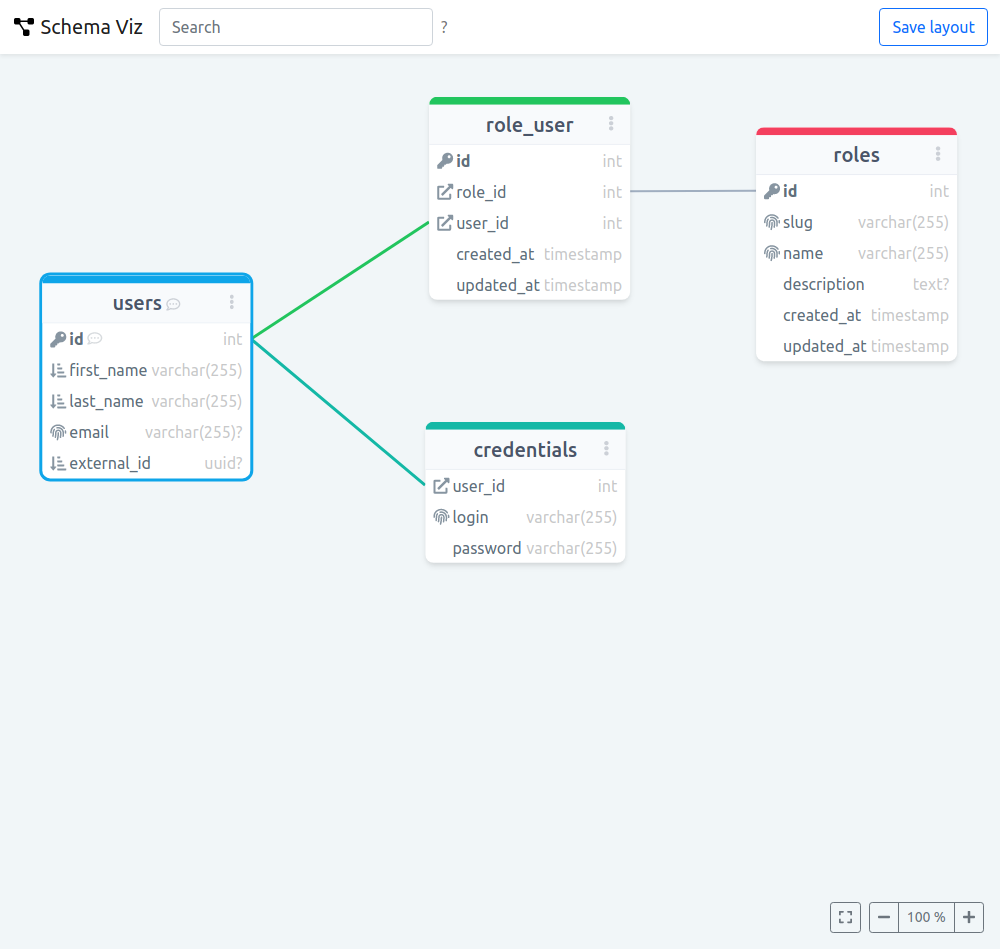 Schema Viz Search ? Save layout
role_user
id int
role_id int
user_id int
created_at timestamp
updated_at timestamp
roles
id int
slug varchar(255)
name varchar(255)
description text?
created_at timestamp
updated_at timestamp
users
id int
first_name varchar(255)
last_name varchar(255)
email varchar(255)?
external_id uuid?
credentials
user_id int
login varchar(255)
password varchar(255)
100 %